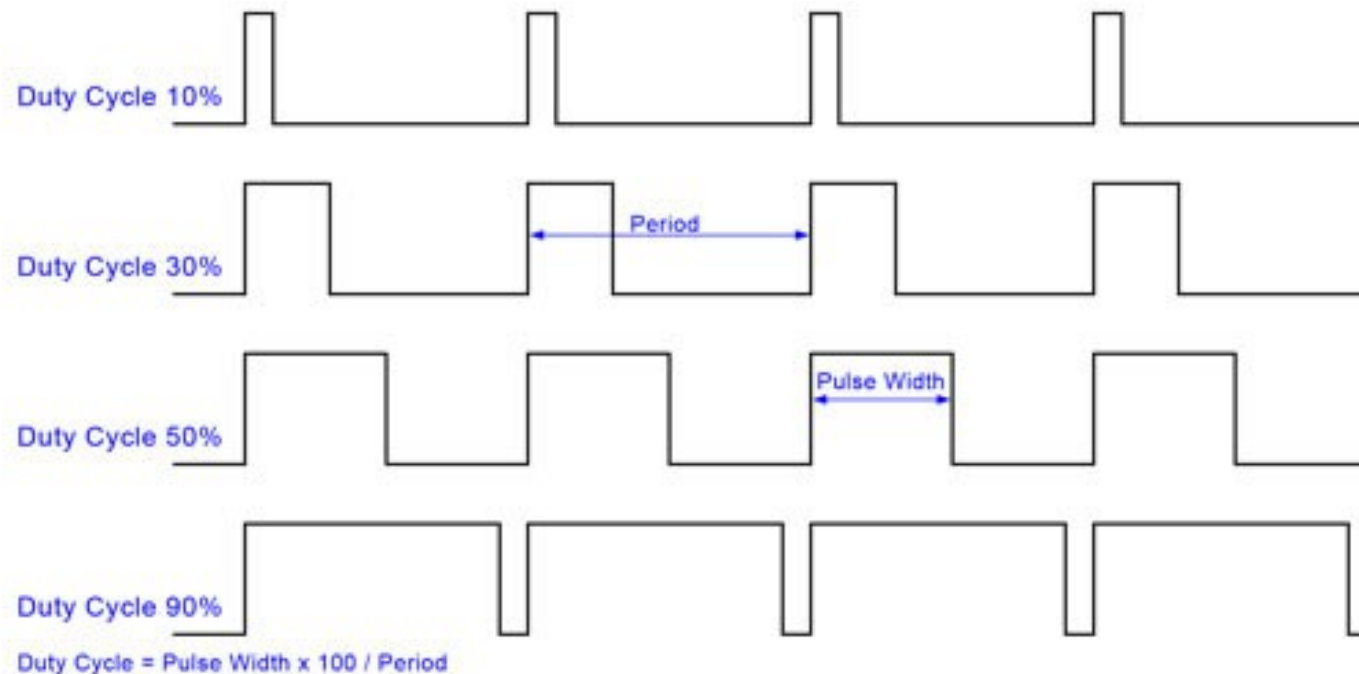 Duty Cycle 10%
Period
Duty Cycle 30%
Pulse Width
Duty Cycle 50%
Duty Cycle 90%
Duty Cycle = Pulse Width x 100 / Period